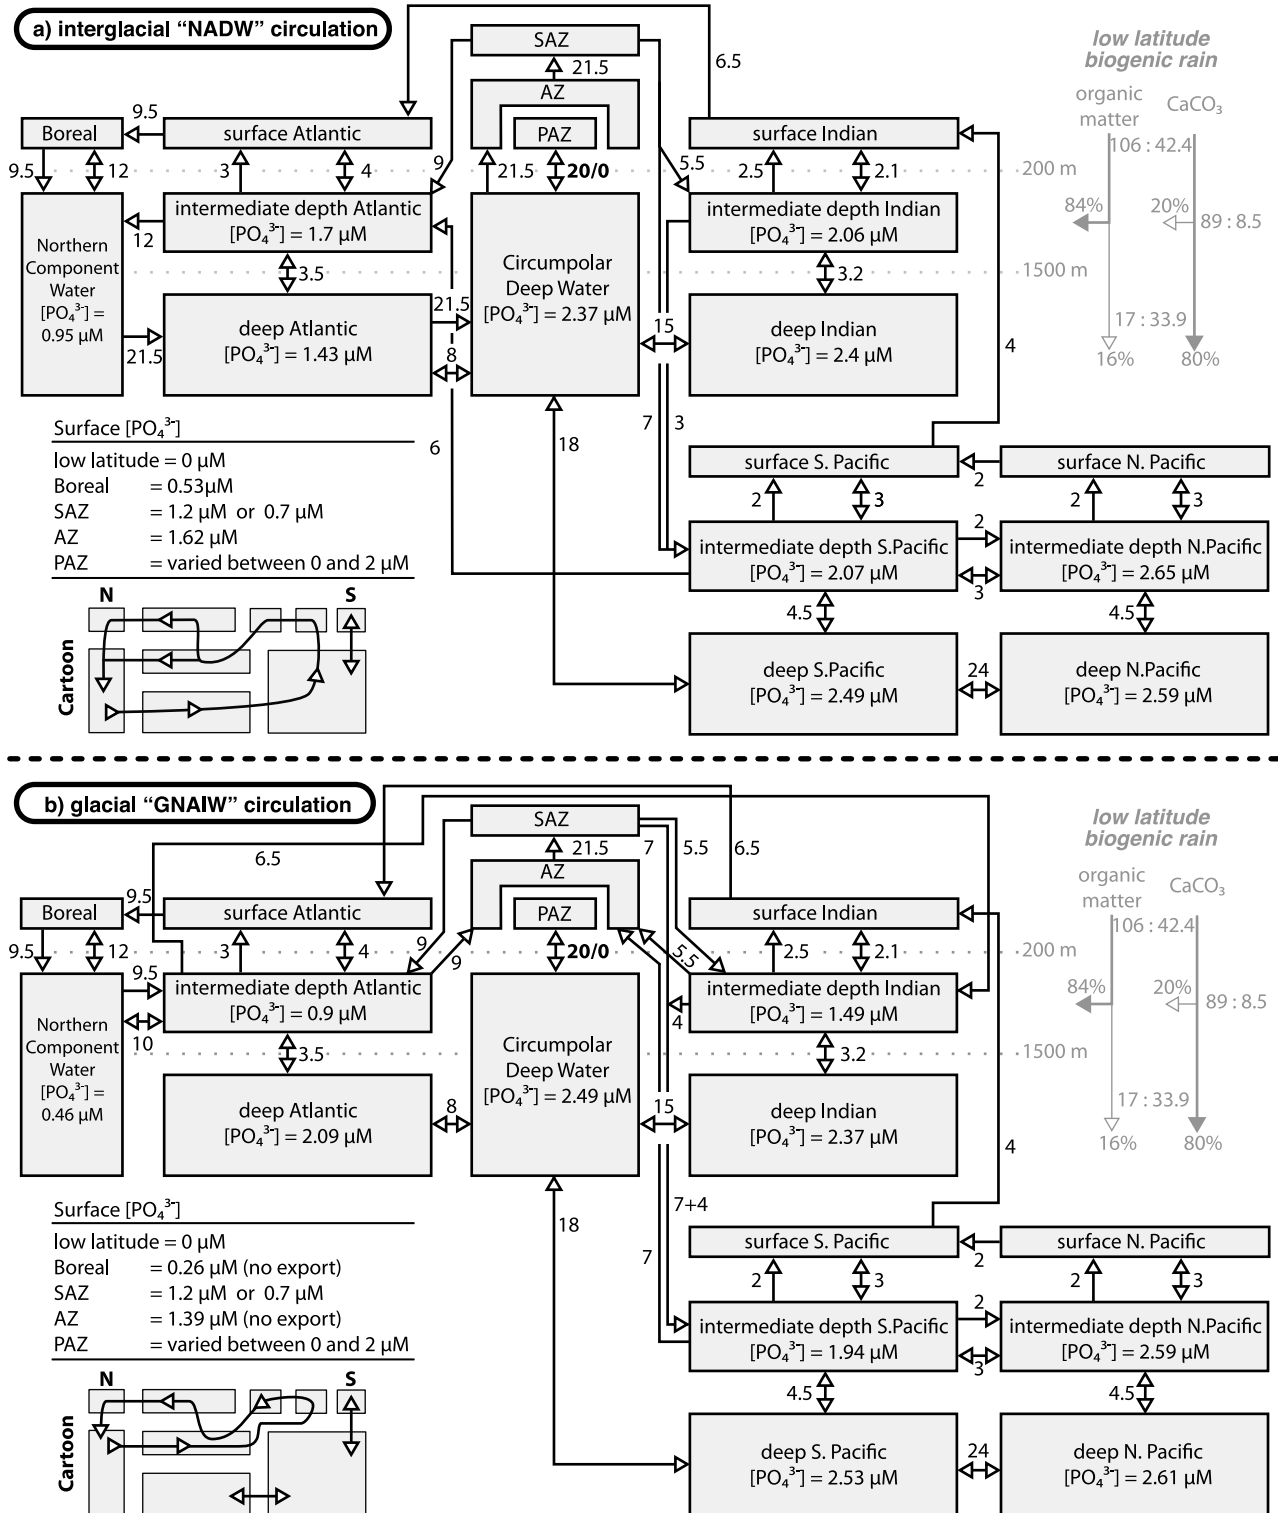 a) interglacial “NADW” circulation
SAZ
21.5
AZ
PAZ
6.5
low latitude
biogenic rain
organic
matter
CaCO₃
106 : 42.4
Boreal
9.5
surface Atlantic
surface Indian
9.5
12
3
4
9
21.5
20/0
5.5
2.5
2.1
200 m
84%
20%
89 : 8.5
Northern
Component
Water
[PO₄³⁻] =
0.95 µM
12
intermediate depth Atlantic
[PO₄³⁻] = 1.7 µM
intermediate depth Indian
[PO₄³⁻] = 2.06 µM
3.5
Circumpolar
Deep Water
[PO₄³⁻] = 2.37 µM
3.2
1500 m
21.5
deep Atlantic
[PO₄³⁻] = 1.43 µM
21.5
8
15
deep Indian
[PO₄³⁻] = 2.4 µM
4
17 : 33.9
16%
80%
Surface [PO₄³⁻]
low latitude = 0 µM
Boreal = 0.53µM
SAZ = 1.2 µM or 0.7 µM
AZ = 1.62 µM
PAZ = varied between 0 and 2 µM
6
18
7
3
surface S. Pacific
2
surface N. Pacific
2
3
2
3
intermediate depth S.Pacific
[PO₄³⁻] = 2.07 µM
2
3
intermediate depth N.Pacific
[PO₄³⁻] = 2.65 µM
4.5
4.5
deep S.Pacific
[PO₄³⁻] = 2.49 µM
24
deep N.Pacific
[PO₄³⁻] = 2.59 µM
N
S
Cartoon
b) glacial “GNAIW” circulation
SAZ
6.5
21.5
7
5.5
6.5
AZ
PAZ
low latitude
biogenic rain
organic
matter
CaCO₃
106 : 42.4
Boreal
9.5
surface Atlantic
surface Indian
9.5
12
3
4
9
9
20/0
5.5
2.5
2.1
200 m
84%
20%
89 : 8.5
Northern
Component
Water
[PO₄³⁻] =
0.46 µM
9.5
10
intermediate depth Atlantic
[PO₄³⁻] = 0.9 µM
4
intermediate depth Indian
[PO₄³⁻] = 1.49 µM
3.5
Circumpolar
Deep Water
[PO₄³⁻] = 2.49 µM
3.2
1500 m
deep Atlantic
[PO₄³⁻] = 2.09 µM
8
15
deep Indian
[PO₄³⁻] = 2.37 µM
4
17 : 33.9
16%
80%
Surface [PO₄³⁻]
low latitude = 0 µM
Boreal = 0.26 µM (no export)
SAZ = 1.2 µM or 0.7 µM
AZ = 1.39 µM (no export)
PAZ = varied between 0 and 2 µM
18
7+4
7
surface S. Pacific
2
surface N. Pacific
2
3
2
3
intermediate depth S.Pacific
[PO₄³⁻] = 1.94 µM
2
3
intermediate depth N.Pacific
[PO₄³⁻] = 2.59 µM
4.5
4.5
deep S. Pacific
[PO₄³⁻] = 2.53 µM
24
deep N. Pacific
[PO₄³⁻] = 2.61 µM
N
S
Cartoon